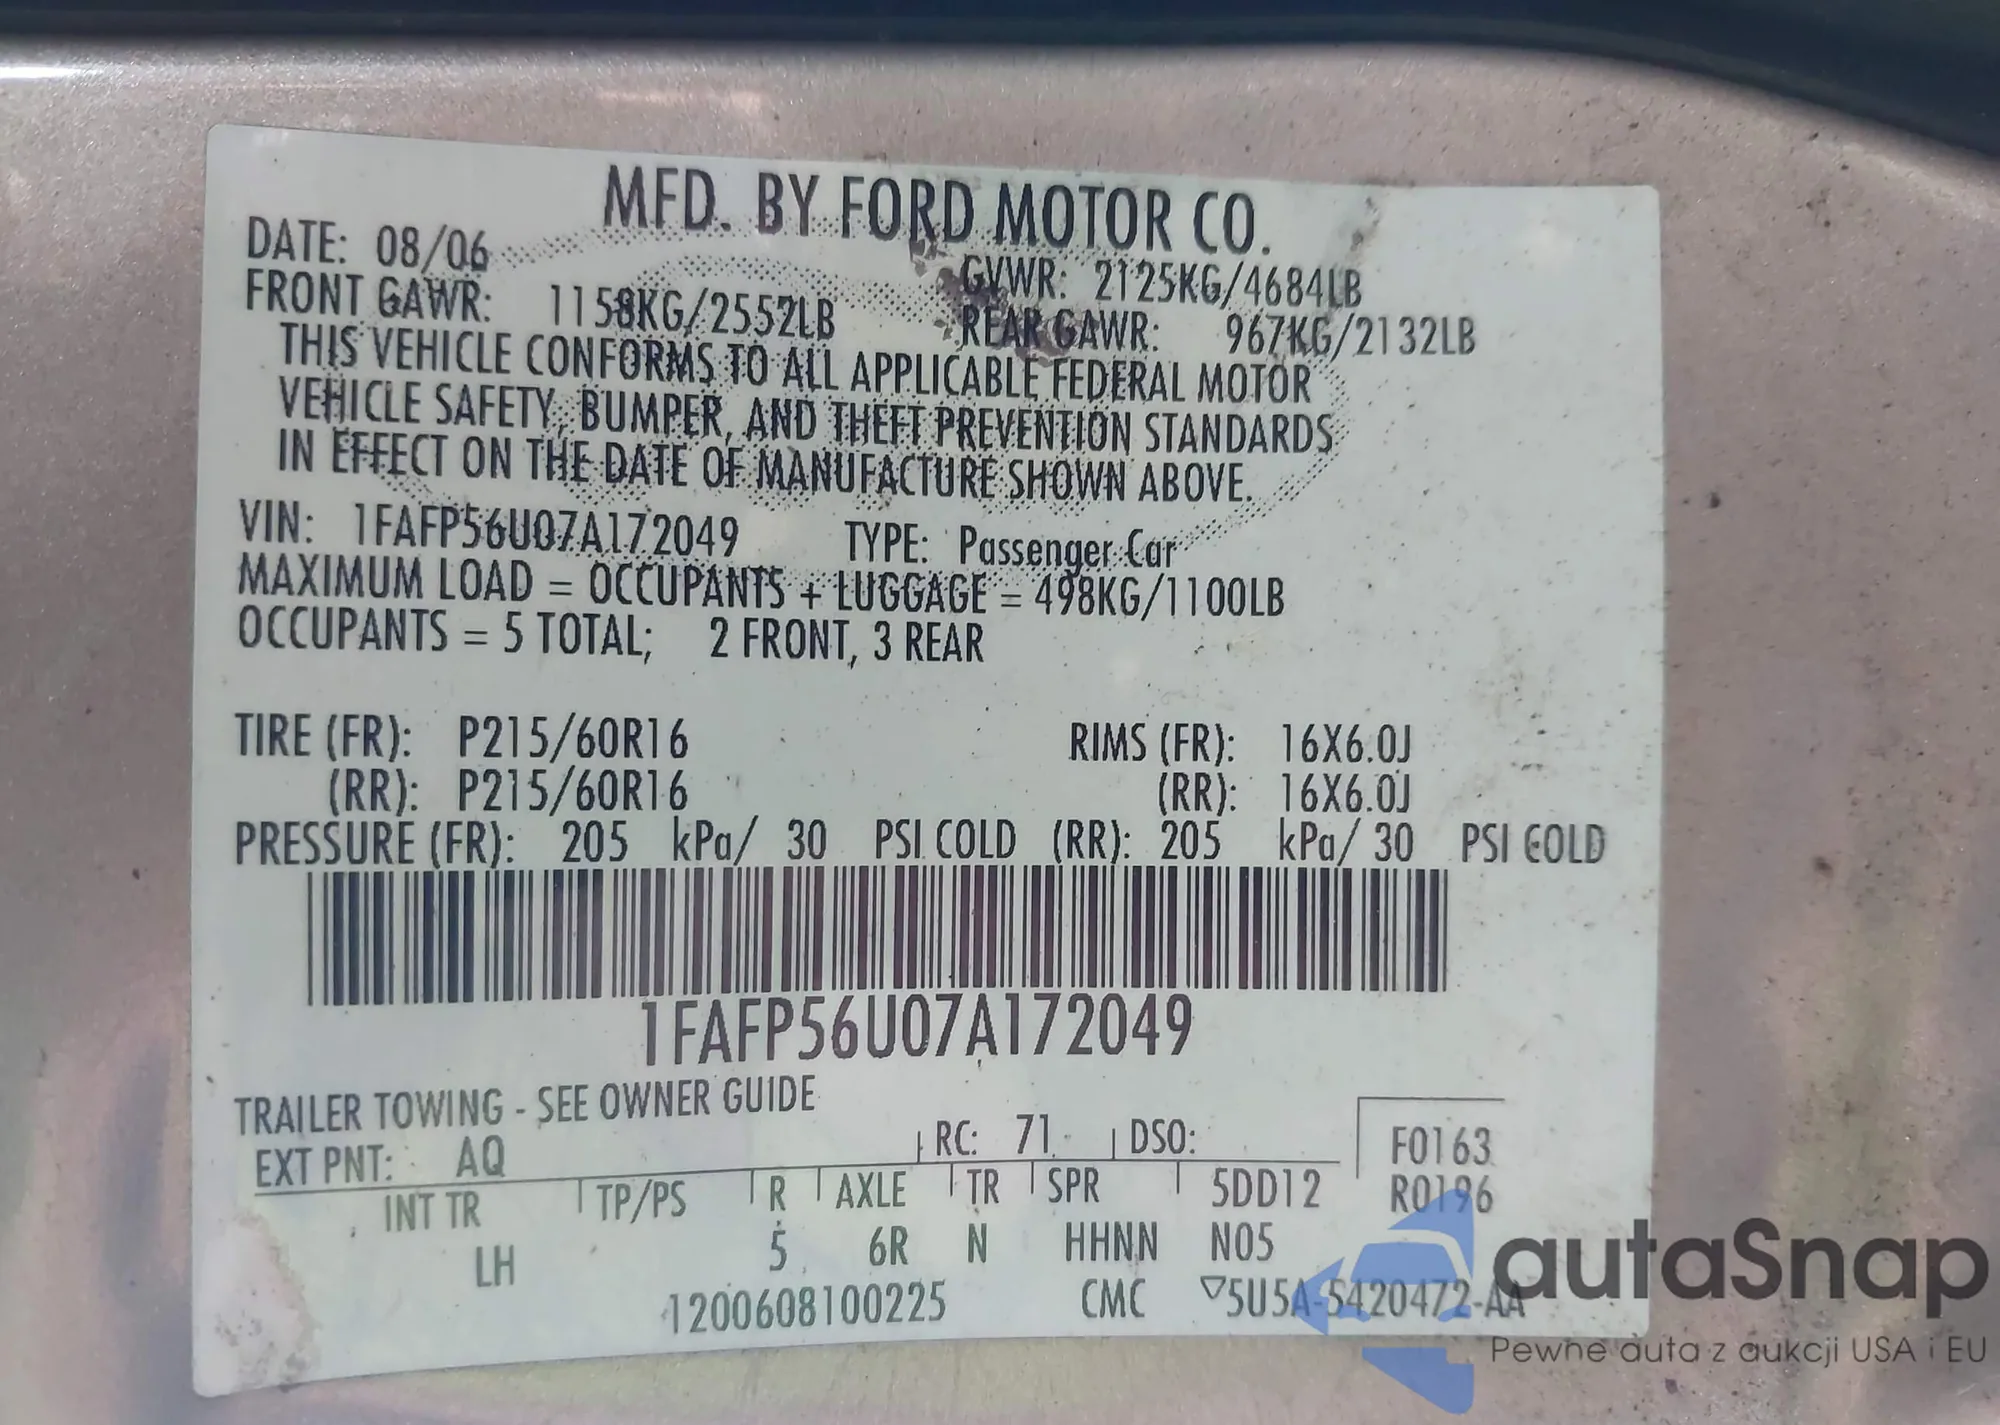 MFD. BY FORD MOTOR CO.
DATE: 08/06 GVWR: 2125KG/4684LB
FRONT GAWR: 1158KG/2552LB REAR GAWR: 967KG/2132LB
THIS VEHICLE CONFORMS TO ALL APPLICABLE FEDERAL MOTOR
VEHICLE SAFETY, BUMPER, AND THEFT PREVENTION STANDARDS
IN EFFECT ON THE DATE OF MANUFACTURE SHOWN ABOVE.
VIN: 1FAFP56U07A172049 TYPE: Passenger Car
MAXIMUM LOAD = OCCUPANTS + LUGGAGE = 498KG/1100LB
OCCUPANTS = 5 TOTAL; 2 FRONT, 3 REAR
TIRE (FR): P215/60R16 RIMS (FR): 16X6.0J
(RR): P215/60R16 (RR): 16X6.0J
PRESSURE (FR): 205 kPa/ 30 PSI COLD (RR): 205 kPa/ 30 PSI COLD
1FAFP56U07A172049
TRAILER TOWING - SEE OWNER GUIDE
EXT PNT: AQ RC: 71 DSO: F0163
INT TR TP/PS R AXLE TR SPR 5DD12 R0196
LH 5 6R N HHNN N05
1200608100225 CMC ▽5U5A-5420472-AA
autaSnap
Pewne auta z aukcji USA i EU